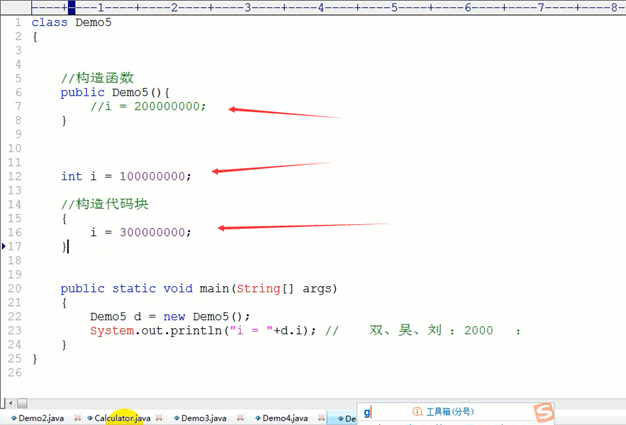 ----+----1----+----2----+----3----+----4----+----5----+----6----+----7----+----8-
1 class Demo5
2 {
3
4
5 //构造函数
6 public Demo5(){
7 //i = 200000000;
8 }
9
10
11
12 int i = 100000000;
13
14 //构造代码块
15 {
16 i = 300000000;
17 }
18
19
20 public static void main(String[] args)
21 {
22 Demo5 d = new Demo5();
23 System.out.println("i = "+d.i); // 双、吴、刘 : 2000 :
24 }
25 }
26
Demo2.java Calculator.java Demo3.java Demo4.java De
g 工具箱(分号) S